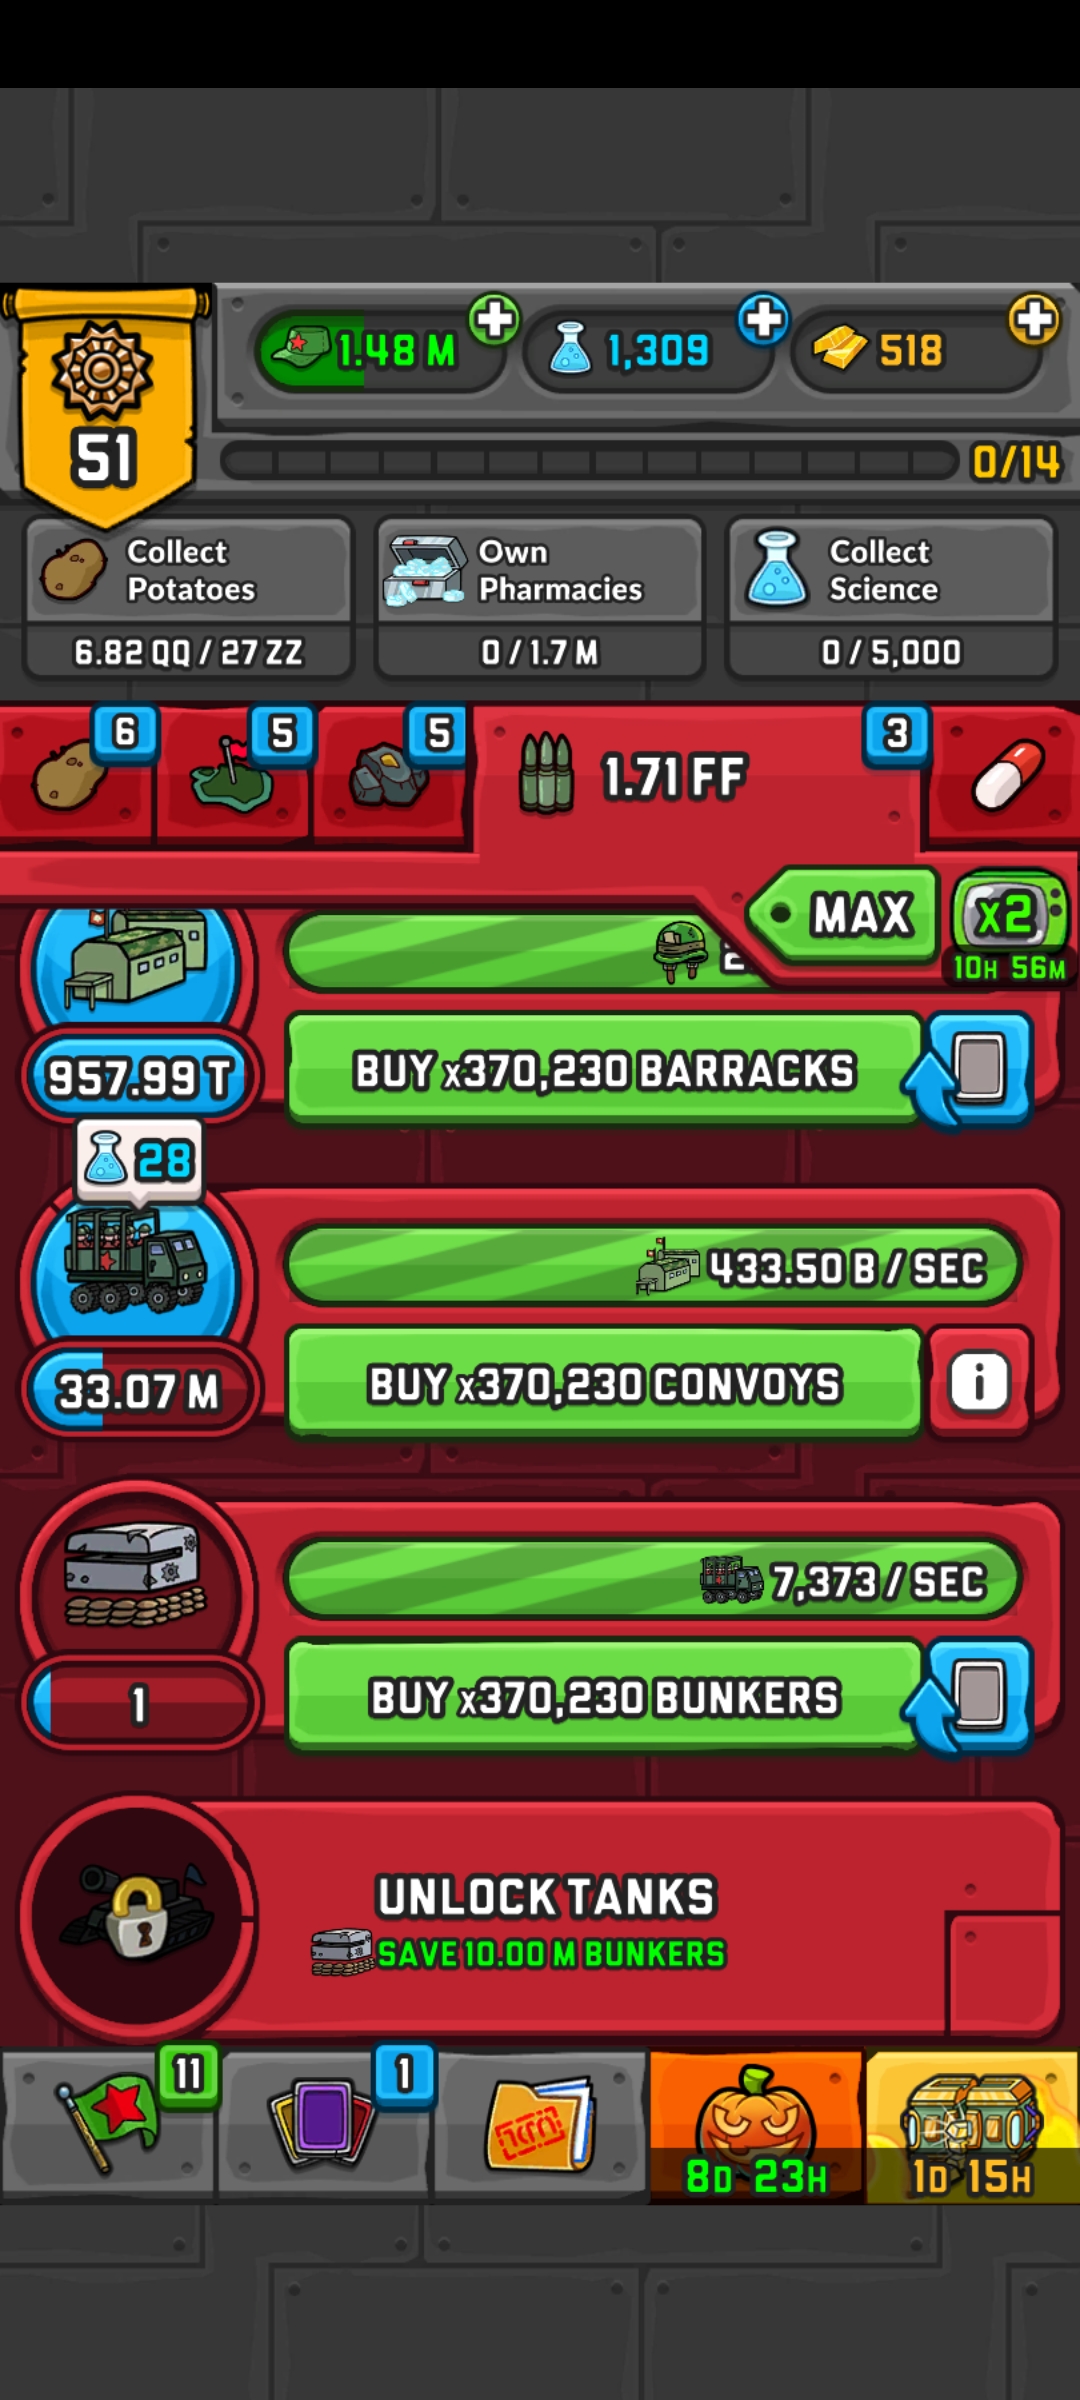 51
1.48 M
1,309
518
0/14
Collect
Potatoes
6.82 QQ / 27 ZZ
Own
Pharmacies
0 / 1.7 M
Collect
Science
0 / 5,000
6
5
5
1.71 FF
3
MAX
x2
10H 56M
957.99 T
BUY x370,230 BARRACKS
28
433.50 B / SEC
33.07 M
BUY x370,230 CONVOYS
i
7,373 / SEC
1
BUY x370,230 BUNKERS
UNLOCK TANKS
SAVE 10.00 M BUNKERS
11
1
8D 23H
1D 15H